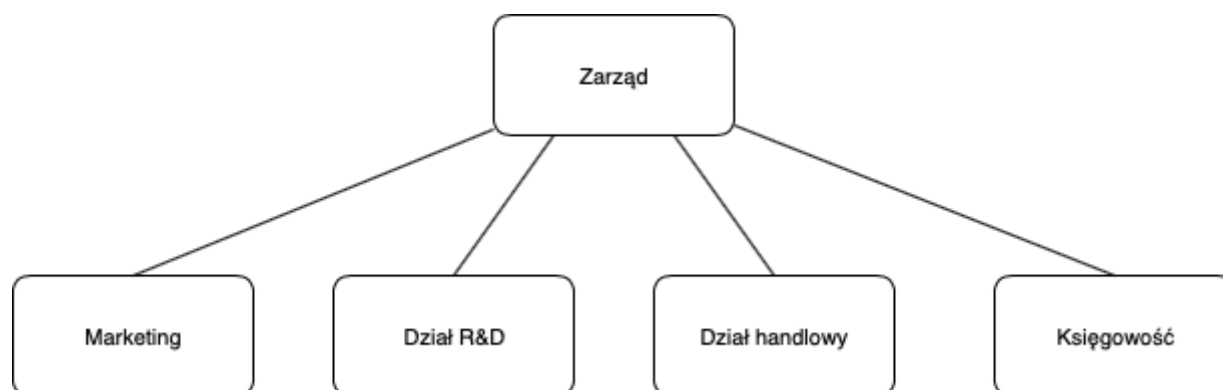 Zarząd
Marketing
Dział R&D
Dział handlowy
Księgowość